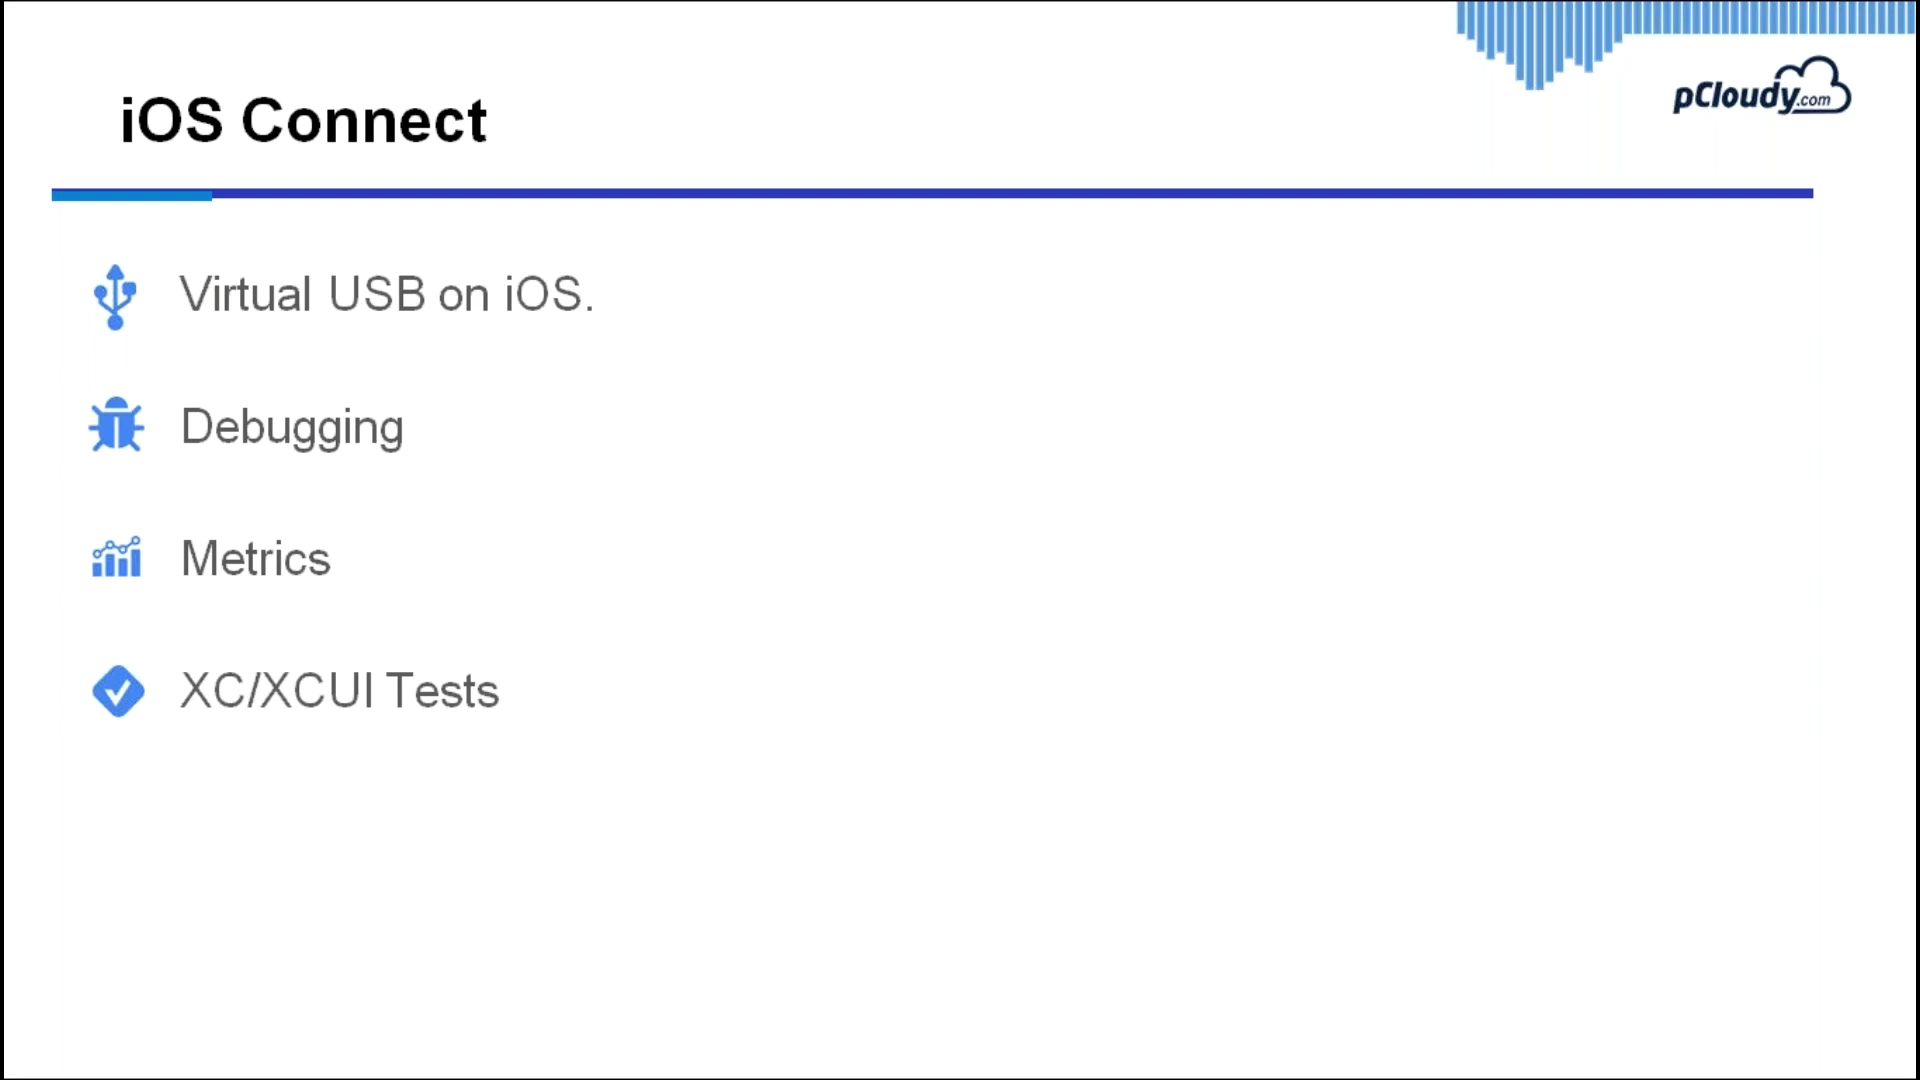 pCloudy.com
iOS Connect
Virtual USB on iOS.
Debugging
Metrics
XC/XCUI Tests